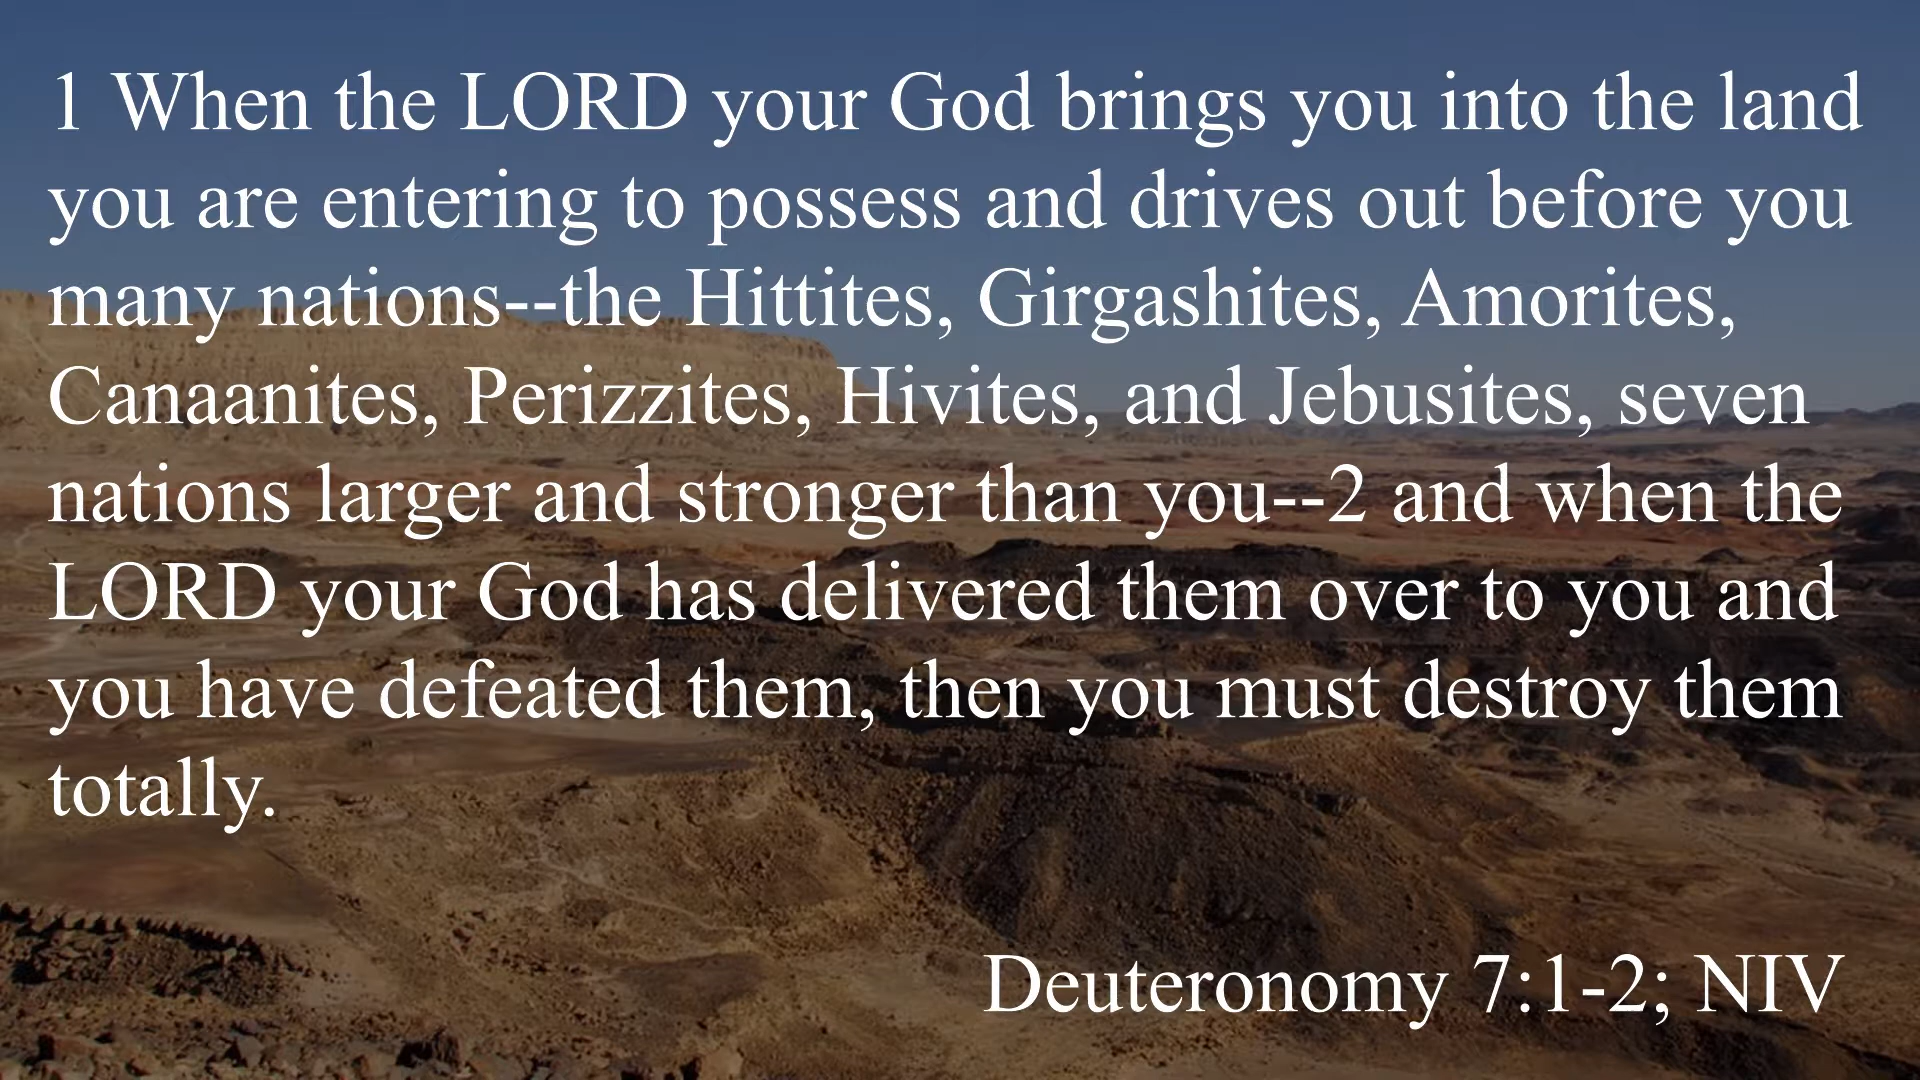 1 When the LORD your God brings you into the land
you are entering to possess and drives out before you
many nations--the Hittites, Girgashites, Amorites,
Canaanites, Perizzites, Hivites, and Jebusites, seven
nations larger and stronger than you--2 and when the
LORD your God has delivered them over to you and
you have defeated them, then you must destroy them
totally.
Deuteronomy 7:1-2; NIV